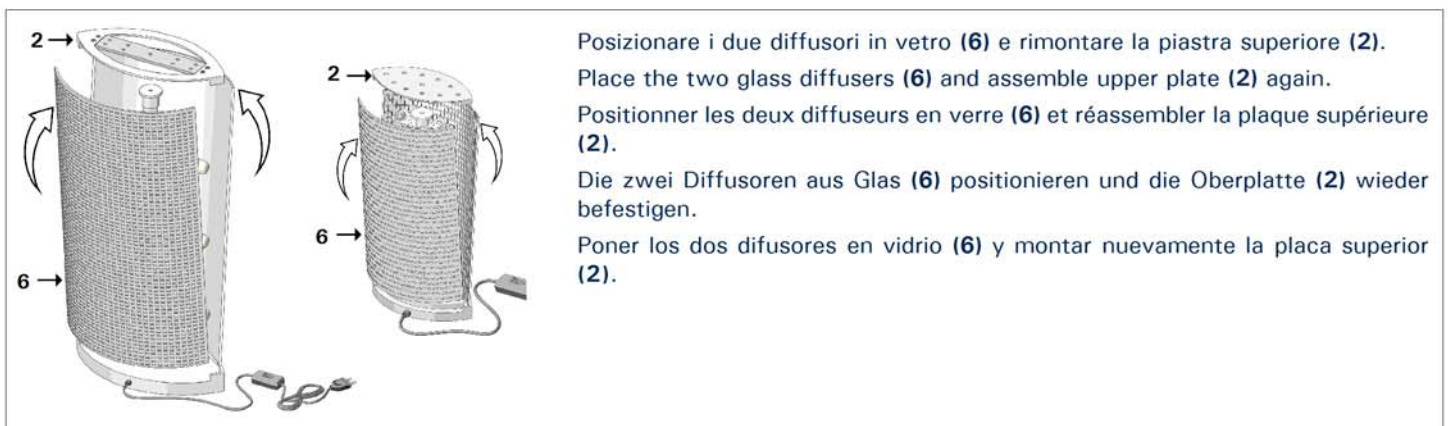 2
6
2
6
Posizionare i due diffusori in vetro (6) e rimontare la piastra superiore (2).
Place the two glass diffusers (6) and assemble upper plate (2) again.
Positionner les deux diffuseurs en verre (6) et réassembler la plaque supérieure
(2).
Die zwei Diffusoren aus Glas (6) positionieren und die Oberplatte (2) wieder
befestigen.
Poner los dos difusores en vidrio (6) y montar nuevamente la placa superior
(2).